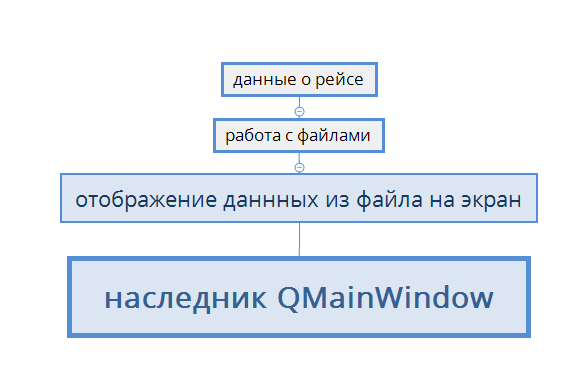 данные о рейсе
работа с файлами
отображение даннных из файла на экран
наследник QMainWindow